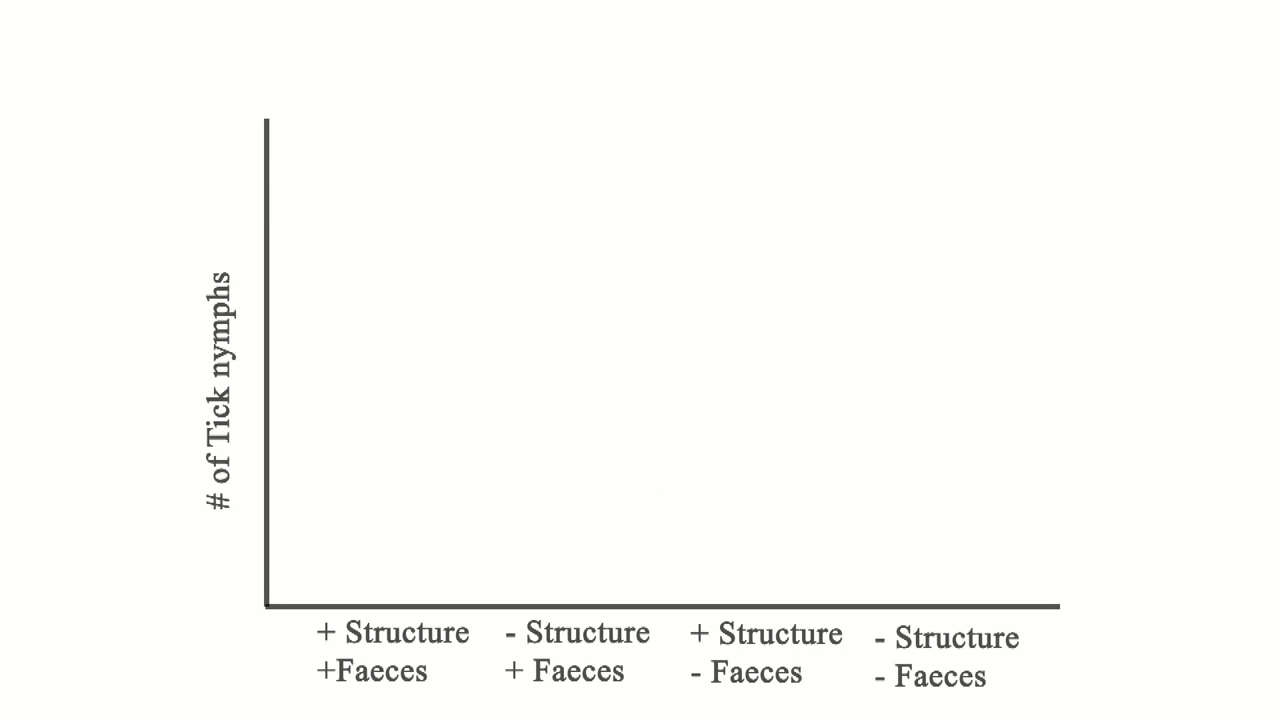 # of Tick nymphs
+ Structure
+Faeces
- Structure
+ Faeces
+ Structure
- Faeces
- Structure
- Faeces